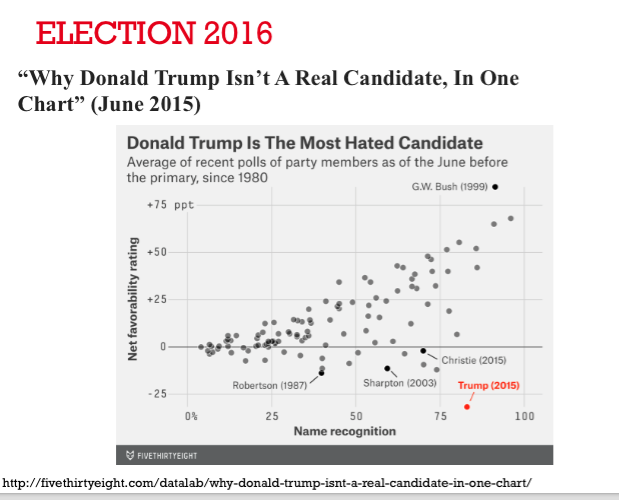 ELECTION 2016
“Why Donald Trump Isn’t A Real Candidate, In One
Chart” (June 2015)
Donald Trump Is The Most Hated Candidate
Average of recent polls of party members as of the June before
the primary, since 1980
G.W. Bush (1999)
+75 ppt
+50
+25
0
-25
Net favorability rating
Christie (2015)
Robertson (1987)
Sharpton (2003)
Trump (2015)
0%
25
50
75
100
Name recognition
FIVETHIRTYEIGHT
http://fivethirtyeight.com/datalab/why-donald-trump-isnt-a-real-candidate-in-one-chart/